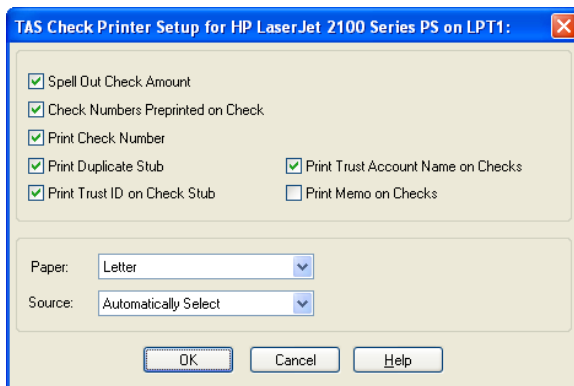 TAS Check Printer Setup for HP LaserJet 2100 Series PS on LPT1:
Spell Out Check Amount
Check Numbers Preprinted on Check
Print Check Number
Print Duplicate Stub
Print Trust Account Name on Checks
Print Trust ID on Check Stub
Print Memo on Checks
Paper: Letter
Source: Automatically Select
OK Cancel Help